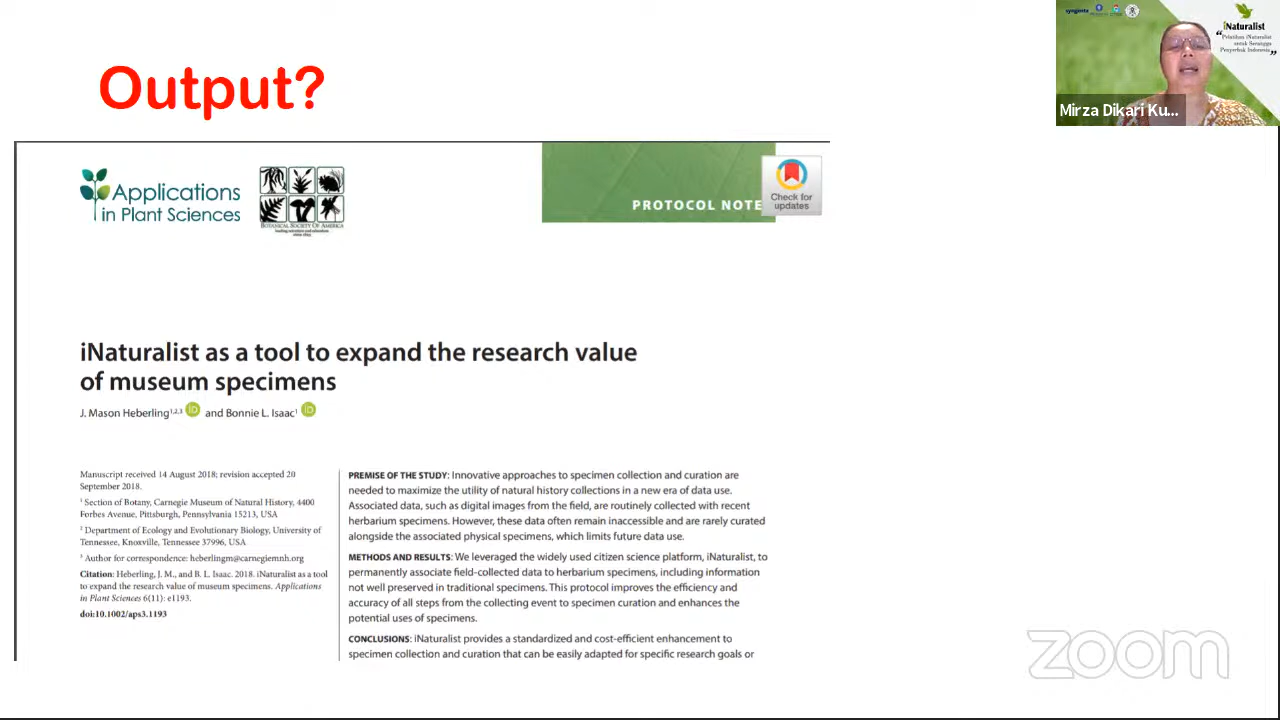 Output?
syngenta
iNaturalist
Pelatihan iNaturalist
untuk Serangga
Penyerbuk Indonesia
Mirza Dikari Ku...
Applications
in Plant Sciences
BOTANICAL SOCIETY OF AMERICA
PROTOCOL NOTE
Check for
updates
iNaturalist as a tool to expand the research value
of museum specimens
J. Mason Heberling1,2,3 iD and Bonnie L. Isaac1 iD
Manuscript received 14 August 2018; revision accepted 20
September 2018.
1 Section of Botany, Carnegie Museum of Natural History, 4400
Forbes Avenue, Pittsburgh, Pennsylvania 15213, USA
2 Department of Ecology and Evolutionary Biology, University of
Tennessee, Knoxville, Tennessee 37996, USA
3 Author for correspondence: heberlingm@carnegiemnh.org
Citation: Heberling, J. M., and B. L. Isaac. 2018. iNaturalist as a tool
to expand the research value of museum specimens. Applications
in Plant Sciences 6(11): e1193.
doi:10.1002/aps3.1193
PREMISE OF THE STUDY: Innovative approaches to specimen collection and curation are
needed to maximize the utility of natural history collections in a new era of data use.
Associated data, such as digital images from the field, are routinely collected with recent
herbarium specimens. However, these data often remain inaccessible and are rarely curated
alongside the associated physical specimens, which limits future data use.
METHODS AND RESULTS: We leveraged the widely used citizen science platform, iNaturalist, to
permanently associate field-collected data to herbarium specimens, including information
not well preserved in traditional specimens. This protocol improves the efficiency and
accuracy of all steps from the collecting event to specimen curation and enhances the
potential uses of specimens.
CONCLUSIONS: iNaturalist provides a standardized and cost-efficient enhancement to
specimen collection and curation that can be easily adapted for specific research goals or
zoom